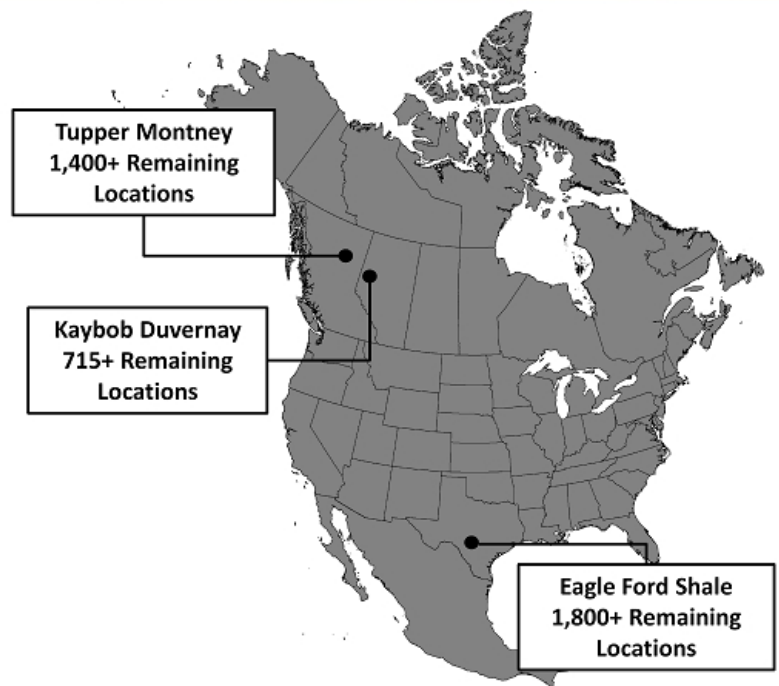 Tupper Montney
1,400+ Remaining
Locations
Kaybob Duvernay
715+ Remaining
Locations
Eagle Ford Shale
1,800+ Remaining
Locations